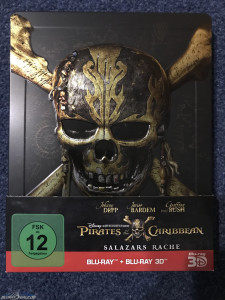 Johnny DEPP
Javier BARDEM
Geoffrey RUSH
Disney
PIRATES of the CARIBBEAN
SALAZARS RACHE
FSK
ab
12
freigegeben
BLU-RAY™ + BLU-RAY 3D™
3D